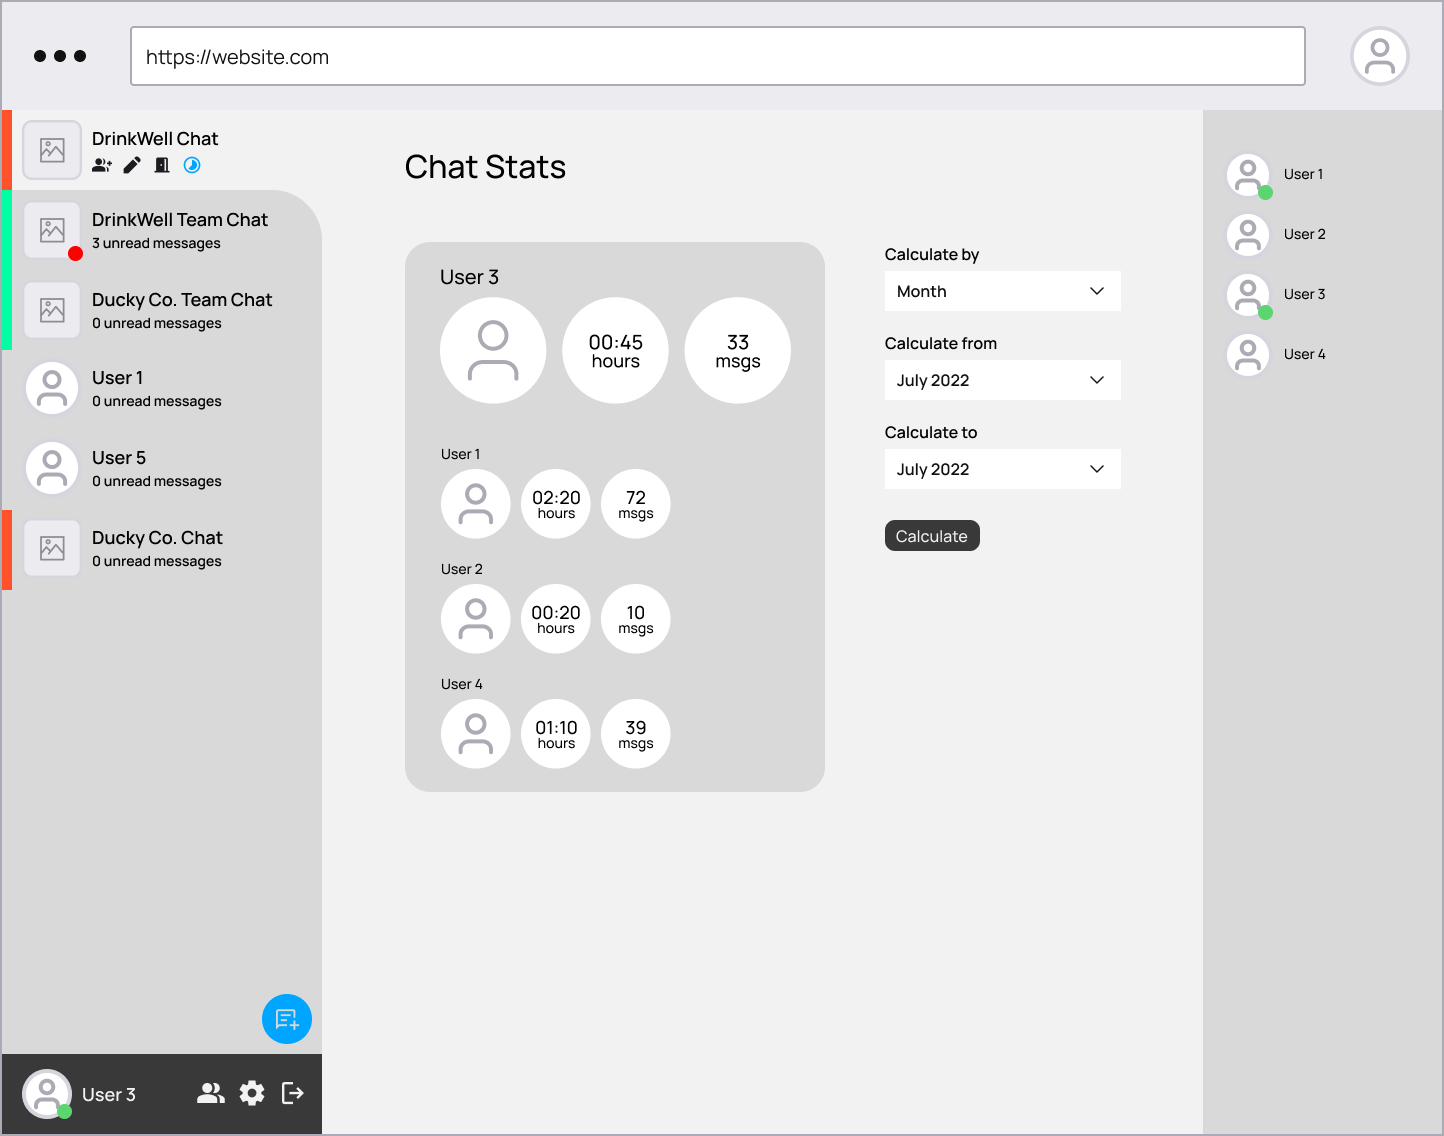 https://website.com
DrinkWell Chat
DrinkWell Team Chat
3 unread messages
Ducky Co. Team Chat
0 unread messages
User 1
0 unread messages
User 5
0 unread messages
Ducky Co. Chat
0 unread messages
User 3
Chat Stats
User 3
00:45
hours
33
msgs
User 1
02:20
hours
72
msgs
User 2
00:20
hours
10
msgs
User 4
01:10
hours
39
msgs
Calculate by
Month
Calculate from
July 2022
Calculate to
July 2022
Calculate
User 1
User 2
User 3
User 4